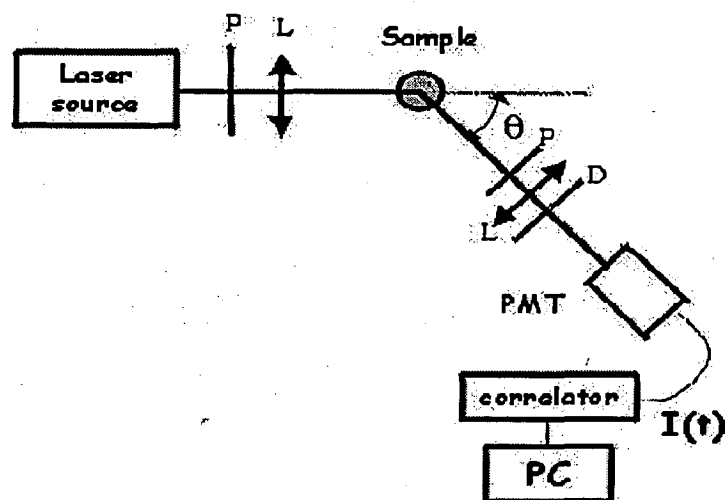 P L
Sample
Laser
source
θ
P
D
L
PMT
correlator
I(t)
PC